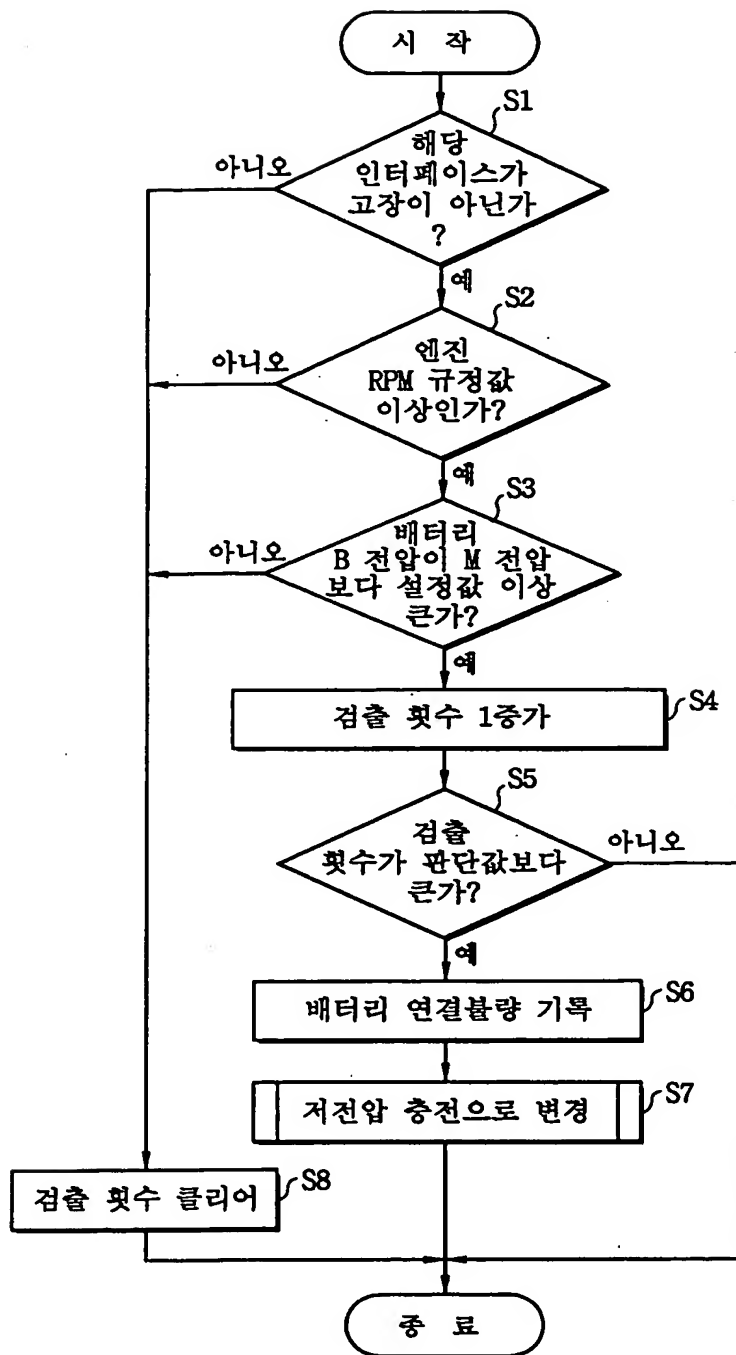 시 작
S1
해당
아니오
인터페이스가
고장이 아닌가
?
예
S2
엔진
아니오
RPM 규정값
이상인가?
예
S3
배터리
아니오
B 전압이 M 전압
보다 설정값 이상
큰가?
예
S4
검출 횟수 1증가
S5
검출
아니오
횟수가 판단값보다
큰가?
예
S6
배터리 연결불량 기록
S7
저전압 충전으로 변경
S8
검출 횟수 클리어
종 료